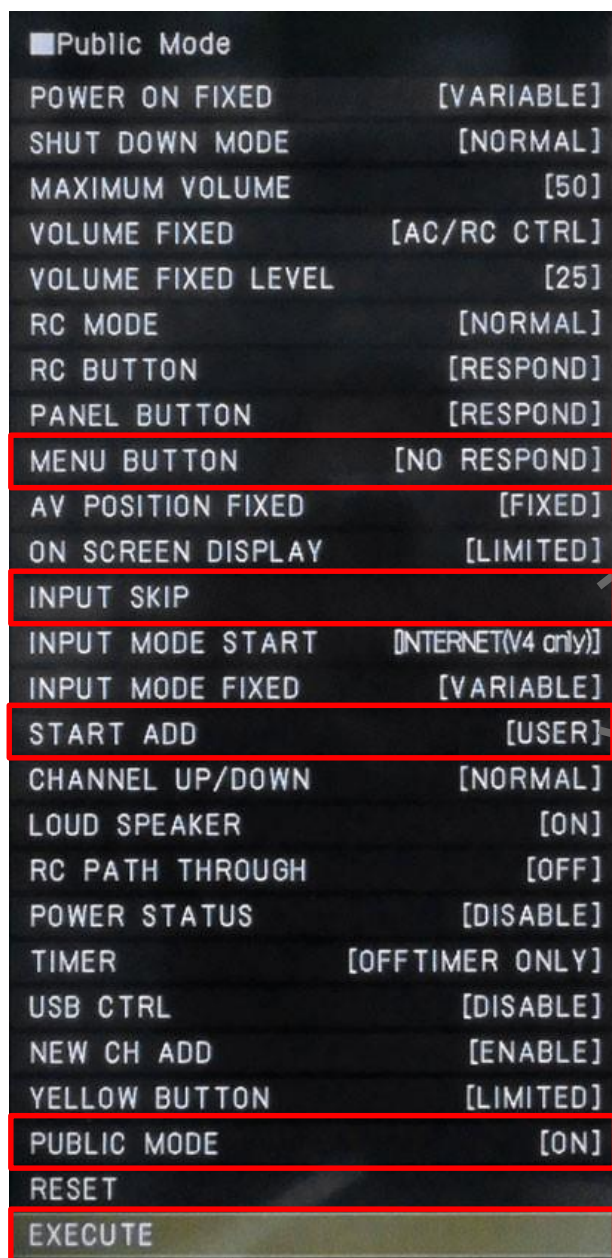 ■Public Mode
POWER ON FIXED [VARIABLE]
SHUT DOWN MODE [NORMAL]
MAXIMUM VOLUME [50]
VOLUME FIXED [AC/RC CTRL]
VOLUME FIXED LEVEL [25]
RC MODE [NORMAL]
RC BUTTON [RESPOND]
PANEL BUTTON [RESPOND]
MENU BUTTON [NO RESPOND]
AV POSITION FIXED [FIXED]
ON SCREEN DISPLAY [LIMITED]
INPUT SKIP
INPUT MODE START [INTERNET(V4 only)]
INPUT MODE FIXED [VARIABLE]
START ADD [USER]
CHANNEL UP/DOWN [NORMAL]
LOUD SPEAKER [ON]
RC PATH THROUGH [OFF]
POWER STATUS [DISABLE]
TIMER [OFFTIMER ONLY]
USB CTRL [DISABLE]
NEW CH ADD [ENABLE]
YELLOW BUTTON [LIMITED]
PUBLIC MODE [ON]
RESET
EXECUTE